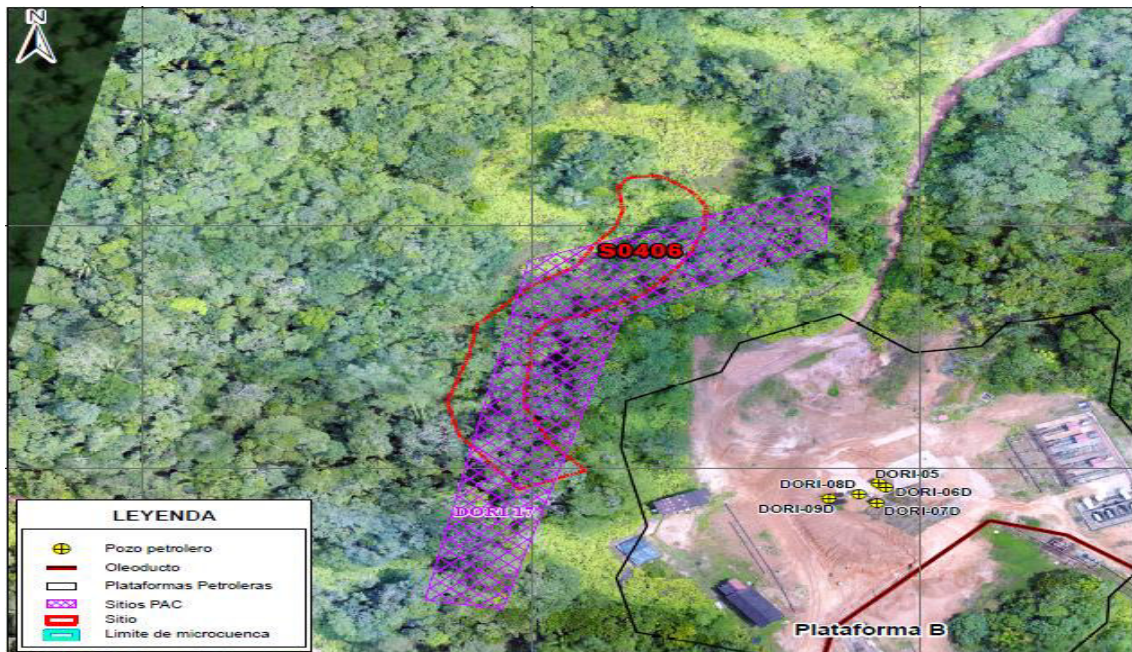 N
S0406
DORI-05
DORI-08D
DORI-06D
DORI-09D
DORI-07D
DORI 17
Plataforma B
LEYENDA
Pozo petrolero
Oleoducto
Plataformas Petroleras
Sitios PAC
Sitio
Limite de microcuenca